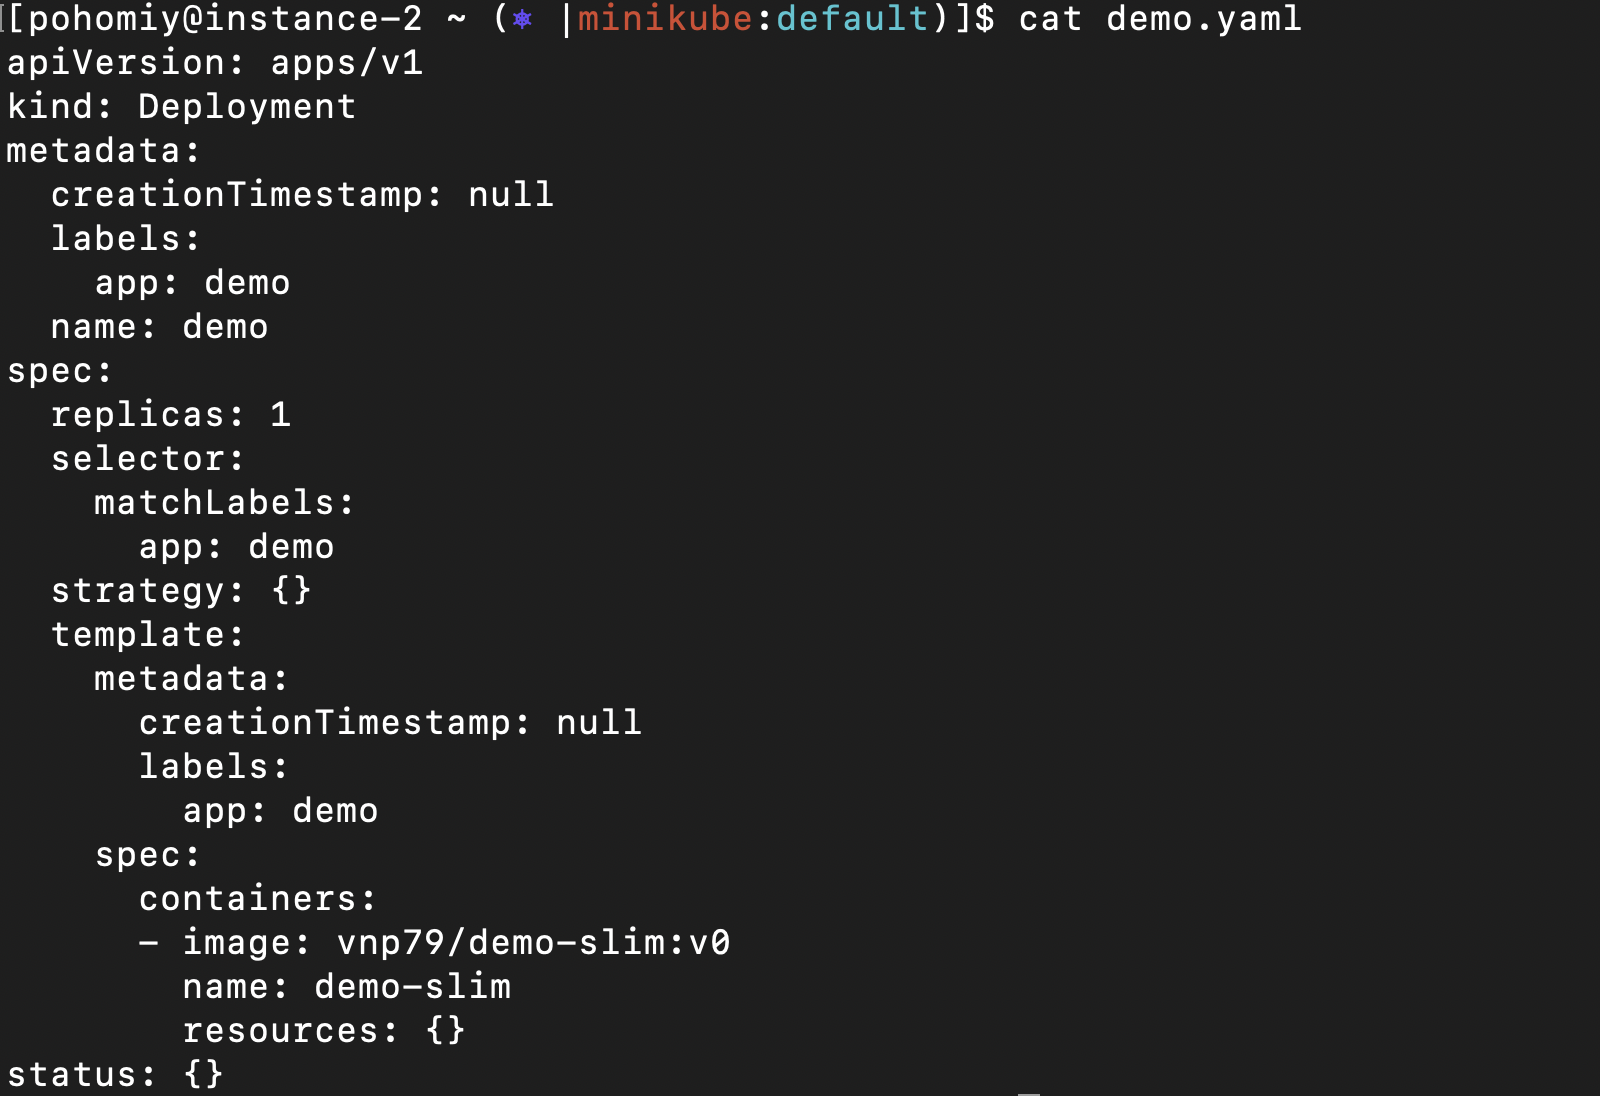 [[pohomiy@instance-2 ~ (⎈ |minikube:default)]$ cat demo.yaml
apiVersion: apps/v1
kind: Deployment
metadata:
  creationTimestamp: null
  labels:
    app: demo
  name: demo
spec:
  replicas: 1
  selector:
    matchLabels:
      app: demo
  strategy: {}
  template:
    metadata:
      creationTimestamp: null
      labels:
        app: demo
    spec:
      containers:
      - image: vnp79/demo-slim:v0
        name: demo-slim
        resources: {}
status: {}